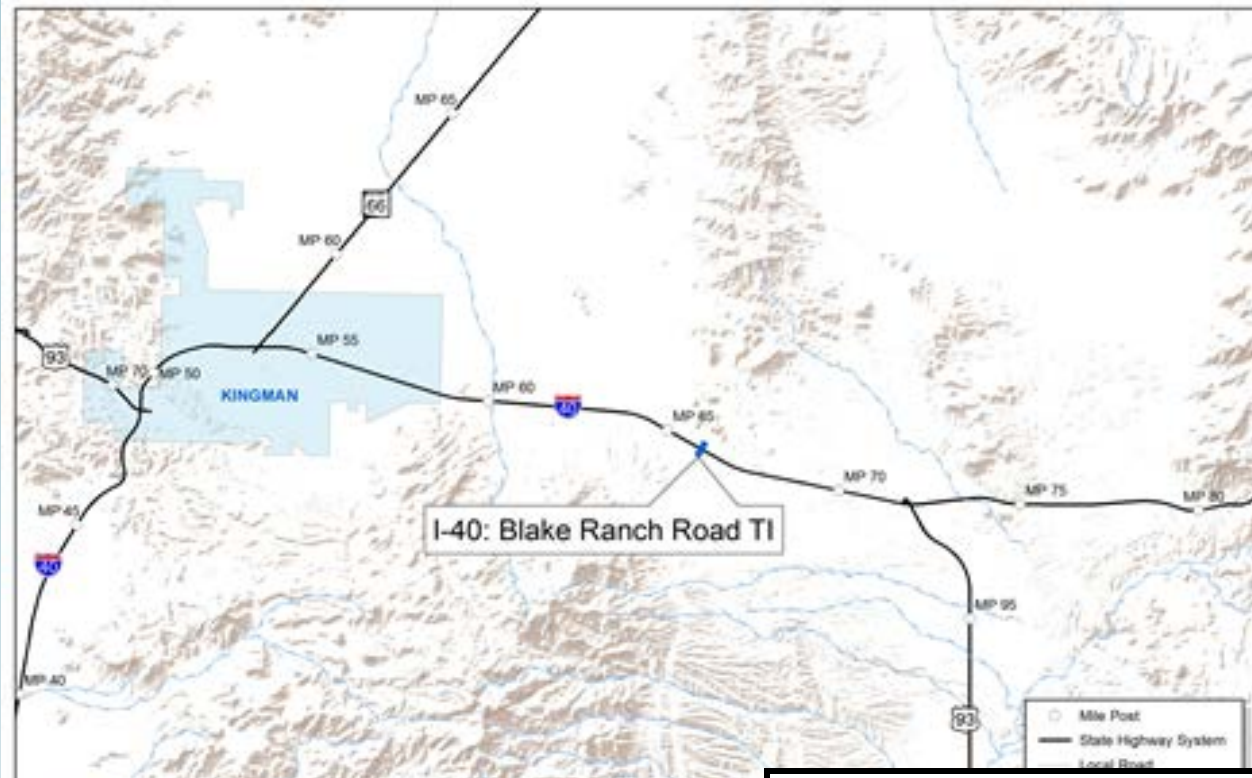 MP 65
66
MP 60
93
MP 70
MP 50
MP 55
KINGMAN
MP 60
40
MP 65
I-40: Blake Ranch Road TI
MP 70
MP 75
MP 80
MP 45
40
MP 95
MP 40
93
Mile Post
State Highway System
Local Road